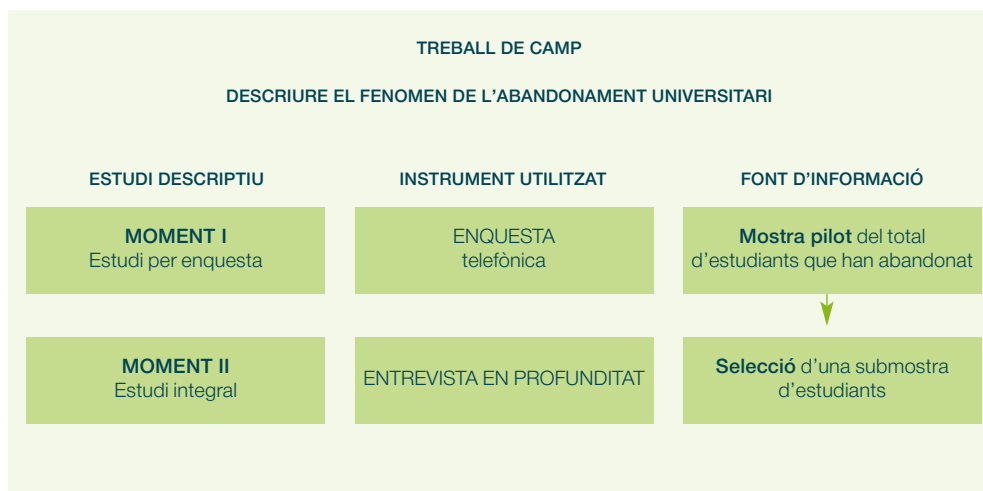 TREBALL DE CAMP
DESCRIURE EL FENOMEN DE L’ABANDONAMENT UNIVERSITARI
ESTUDI DESCRIPTIU
INSTRUMENT UTILITZAT
FONT D’INFORMACIÓ
MOMENT I
Estudi per enquesta
ENQUESTA
telefònica
Mostra pilot del total
d’estudiants que han abandonat
MOMENT II
Estudi integral
ENTREVISTA EN PROFUNDITAT
Selecció d’una submostra
d’estudiants